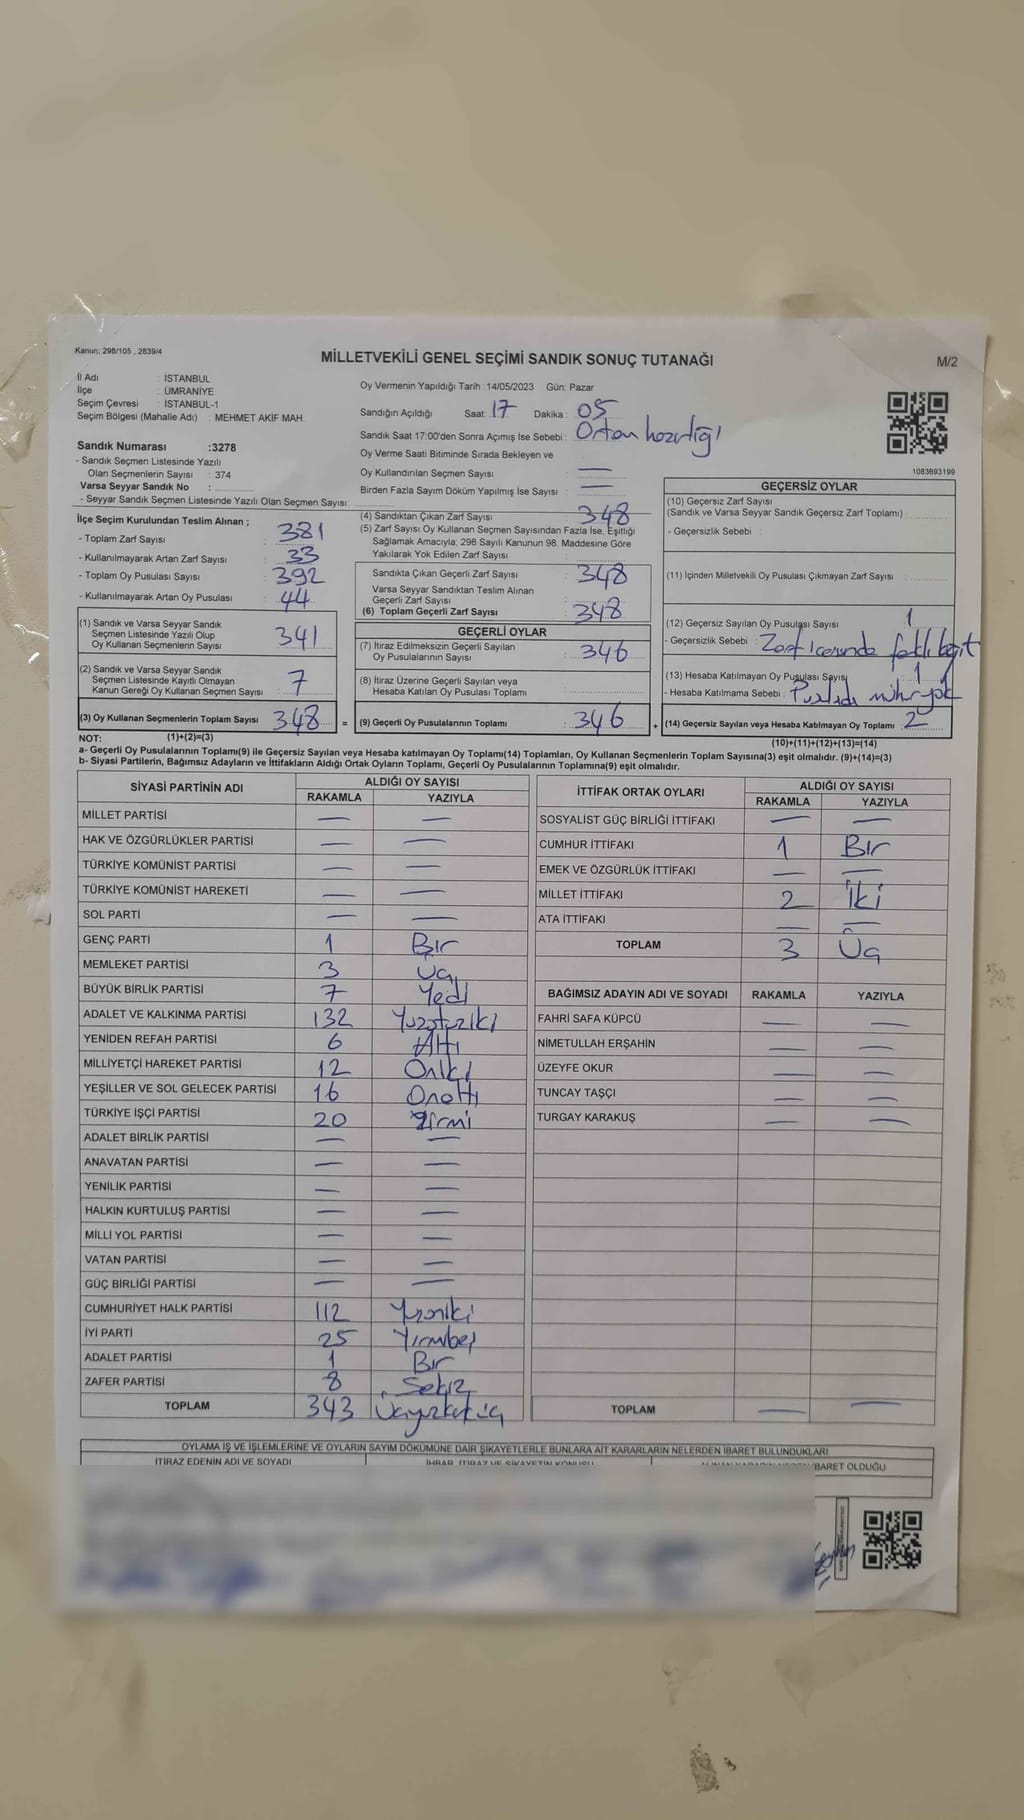 Kanun: 298/105 , 2839/4
MİLLETVEKİLİ GENEL SEÇİMİ SANDIK SONUÇ TUTANAĞI
M/2
İl Adı : İSTANBUL
İlçe : ÜMRANİYE
Seçim Çevresi : İSTANBUL-1
Seçim Bölgesi (Mahalle Adı) : MEHMET AKİF MAH.
Sandık Numarası :3278
- Sandık Seçmen Listesinde Yazılı
Olan Seçmenlerin Sayısı : 374
Varsa Seyyar Sandık No :
- Seyyar Sandık Seçmen Listesinde Yazılı Olan Seçmen Sayısı:
Oy Vermenin Yapıldığı Tarih :14/05/2023 Gün: Pazar
Sandığın Açıldığı Saat: 17 Dakika : 05
Sandık Saat 17:00'den Sonra Açımış İse Sebebi : Ortam hazırlığı
Oy Verme Saati Bitiminde Sırada Bekleyen ve
Oy Kullandırılan Seçmen Sayısı : —
Birden Fazla Sayım Döküm Yapılmış İse Sayısı : —
1083693199
İlçe Seçim Kurulundan Teslim Alınan ;
- Toplam Zarf Sayısı : 381
- Kullanılmayarak Artan Zarf Sayısı : 33
- Toplam Oy Pusulası Sayısı : 392
- Kullanılmayarak Artan Oy Pusulası : 44
(1) Sandık ve Varsa Seyyar Sandık
Seçmen Listesinde Yazılı Olup
Oy Kullanan Seçmenlerin Sayısı 341
(2) Sandık ve Varsa Seyyar Sandık
Seçmen Listesinde Kayıtlı Olmayan
Kanun Gereği Oy Kullanan Seçmen Sayısı 7
(3) Oy Kullanan Seçmenlerin Toplam Sayısı 348 =
(1)+(2)=(3)
(4) Sandıktan Çıkan Zarf Sayısı : 348
(5) Zarf Sayısı Oy Kullanan Seçmen Sayısından Fazla İse, Eşitliği
Sağlamak Amacıyla; 298 Sayılı Kanunun 98. Maddesine Göre
Yakılarak Yok Edilen Zarf Sayısı :
Sandıkta Çıkan Geçerli Zarf Sayısı : 348
Varsa Seyyar Sandıktan Teslim Alınan
Geçerli Zarf Sayısı :
(6) Toplam Geçerli Zarf Sayısı : 348
GEÇERLİ OYLAR
(7) İtiraz Edilmeksizin Geçerli Sayılan
Oy Pusulalarının Sayısı : 346
(8) İtiraz Üzerine Geçerli Sayılan veya
Hesaba Katılan Oy Pusulası Toplamı :
(9) Geçerli Oy Pusulalarının Toplamı : 346 +
GEÇERSİZ OYLAR
(10) Geçersiz Zarf Sayısı
(Sandık ve Varsa Seyyar Sandık Geçersiz Zarf Toplamı) :
- Geçersizlik Sebebi :
(11) İçinden Milletvekili Oy Pusulası Çıkmayan Zarf Sayısı :
(12) Geçersiz Sayılan Oy Pusulası Sayısı : 1
- Geçersizlik Sebebi : Zarf içerisinde farklı kağıt
(13) Hesaba Katılmayan Oy Pusulası Sayısı 1
- Hesaba Katılmama Sebebi : mühür yok
(14) Geçersiz Sayılan veya Hesaba Katılmayan Oy Toplamı : 2
(10)+(11)+(12)+(13)=(14)
NOT:
a- Geçerli Oy Pusulalarının Toplamı(9) ile Geçersiz Sayılan veya Hesaba katılmayan Oy Toplamı(14) Toplamları, Oy Kullanan Seçmenlerin Toplam Sayısına(3) eşit olmalıdır. (9)+(14)=(3)
b- Siyasi Partilerin, Bağımsız Adayların ve İttifakların Aldığı Ortak Oyların Toplamı, Geçerli Oy Pusulalarının Toplamına(9) eşit olmalıdır.
SİYASİ PARTİNİN ADI ALDIĞI OY SAYISI
RAKAMLA YAZIYLA
MİLLET PARTİSİ — —
HAK VE ÖZGÜRLÜKLER PARTİSİ — —
TÜRKİYE KOMÜNİST PARTİSİ — —
TÜRKİYE KOMÜNİST HAREKETİ — —
SOL PARTİ — —
GENÇ PARTİ 1 Bir
MEMLEKET PARTİSİ 3 Üç
BÜYÜK BİRLİK PARTİSİ 7 Yedi
ADALET VE KALKINMA PARTİSİ 132 Yüzotuziki
YENİDEN REFAH PARTİSİ 6 Altı
MİLLİYETÇİ HAREKET PARTİSİ 12 Oniki
YEŞİLLER VE SOL GELECEK PARTİSİ 16 Onaltı
TÜRKİYE İŞÇİ PARTİSİ 20 Yirmi
ADALET BİRLİK PARTİSİ — —
ANAVATAN PARTİSİ — —
YENİLİK PARTİSİ — —
HALKIN KURTULUŞ PARTİSİ — —
MİLLİ YOL PARTİSİ — —
VATAN PARTİSİ — —
GÜÇ BİRLİĞİ PARTİSİ — —
CUMHURİYET HALK PARTİSİ 112 Yüzoniki
İYİ PARTİ 25 Yirmibeş
ADALET PARTİSİ 1 Bir
ZAFER PARTİSİ 8 Sekiz
TOPLAM 343 Üçyüzkırküç
İTTİFAK ORTAK OYLARI ALDIĞI OY SAYISI
RAKAMLA YAZIYLA
SOSYALİST GÜÇ BİRLİĞİ İTTİFAKI — —
CUMHUR İTTİFAKI 1 Bir
EMEK VE ÖZGÜRLÜK İTTİFAKI — —
MİLLET İTTİFAKI 2 İki
ATA İTTİFAKI — —
TOPLAM 3 Üç
BAĞIMSIZ ADAYIN ADI VE SOYADI RAKAMLA YAZIYLA
FAHRİ SAFA KÜPCÜ — —
NİMETULLAH ERŞAHİN — —
ÜZEYFE OKUR — —
TUNCAY TAŞÇI — —
TURGAY KARAKUŞ — —
TOPLAM — —
OYLAMA İŞ VE İŞLEMLERİNE VE OYLARIN SAYIM DÖKÜMÜNE DAİR ŞİKAYETLERLE BUNLARA AİT KARARLARIN NELERDEN İBARET BULUNDUKLARI
İTİRAZ EDENİN ADI VE SOYADI İHBAR, İTİRAZ VE ŞİKAYETİN KONUSU İBARET OLDUĞU